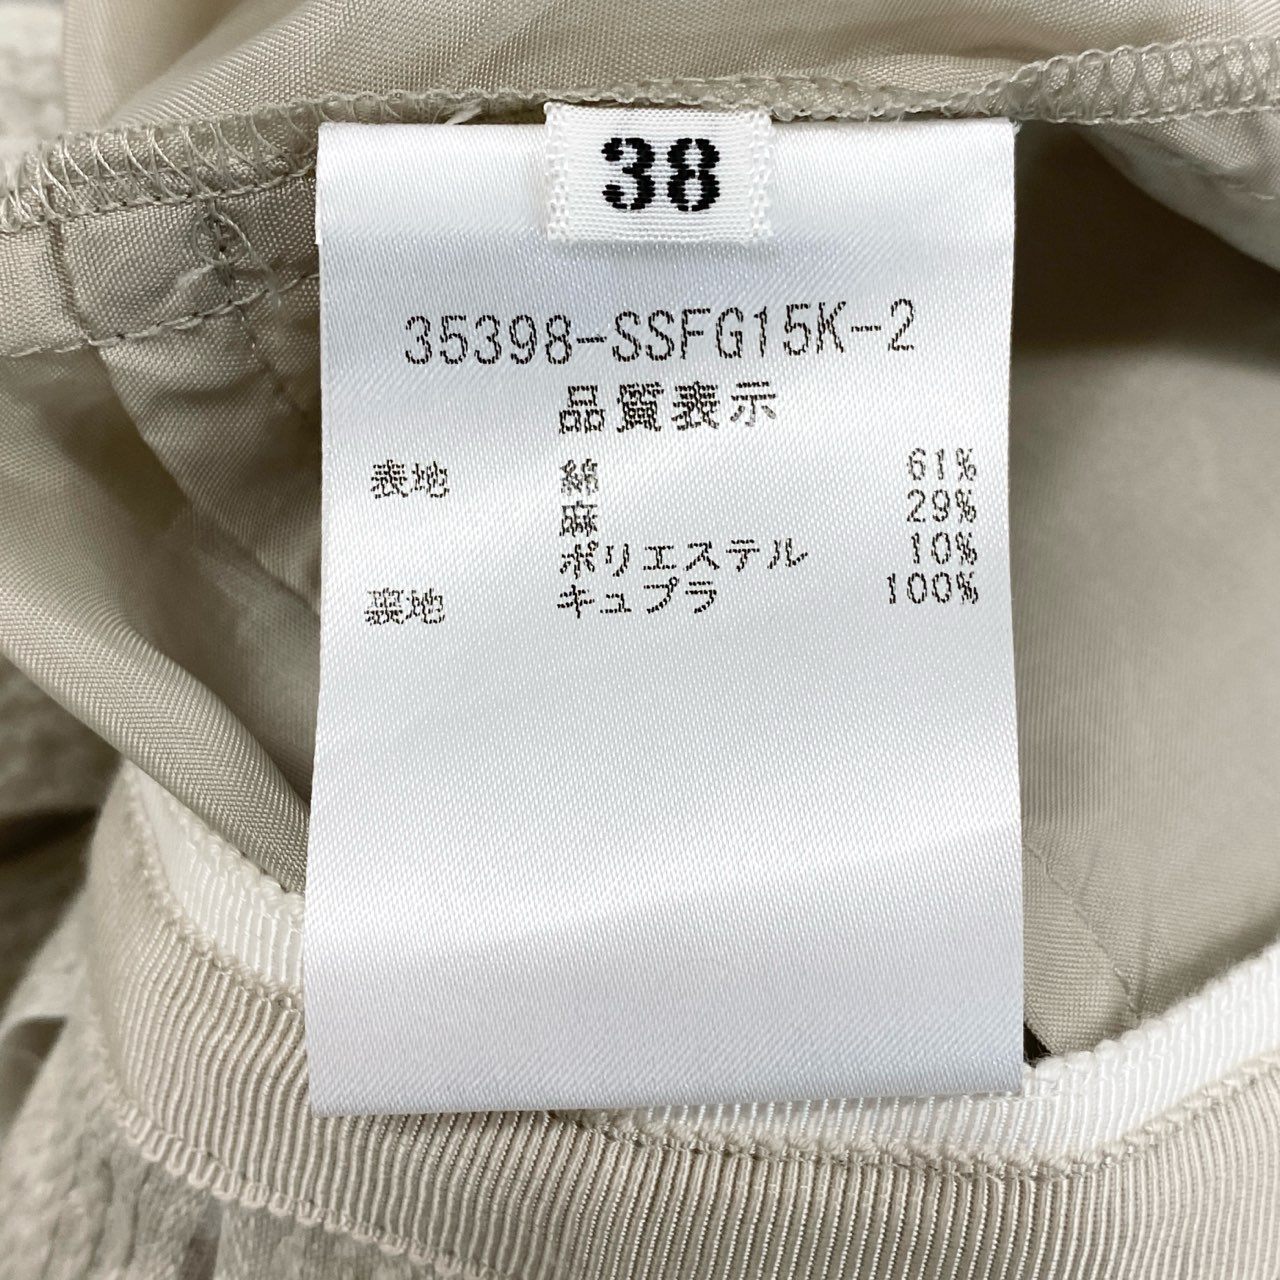 38
35398-SSFG15K-2
品質表示
表地 綿 61%
麻 29%
ポリエステル 10%
裏地 キュプラ 100%